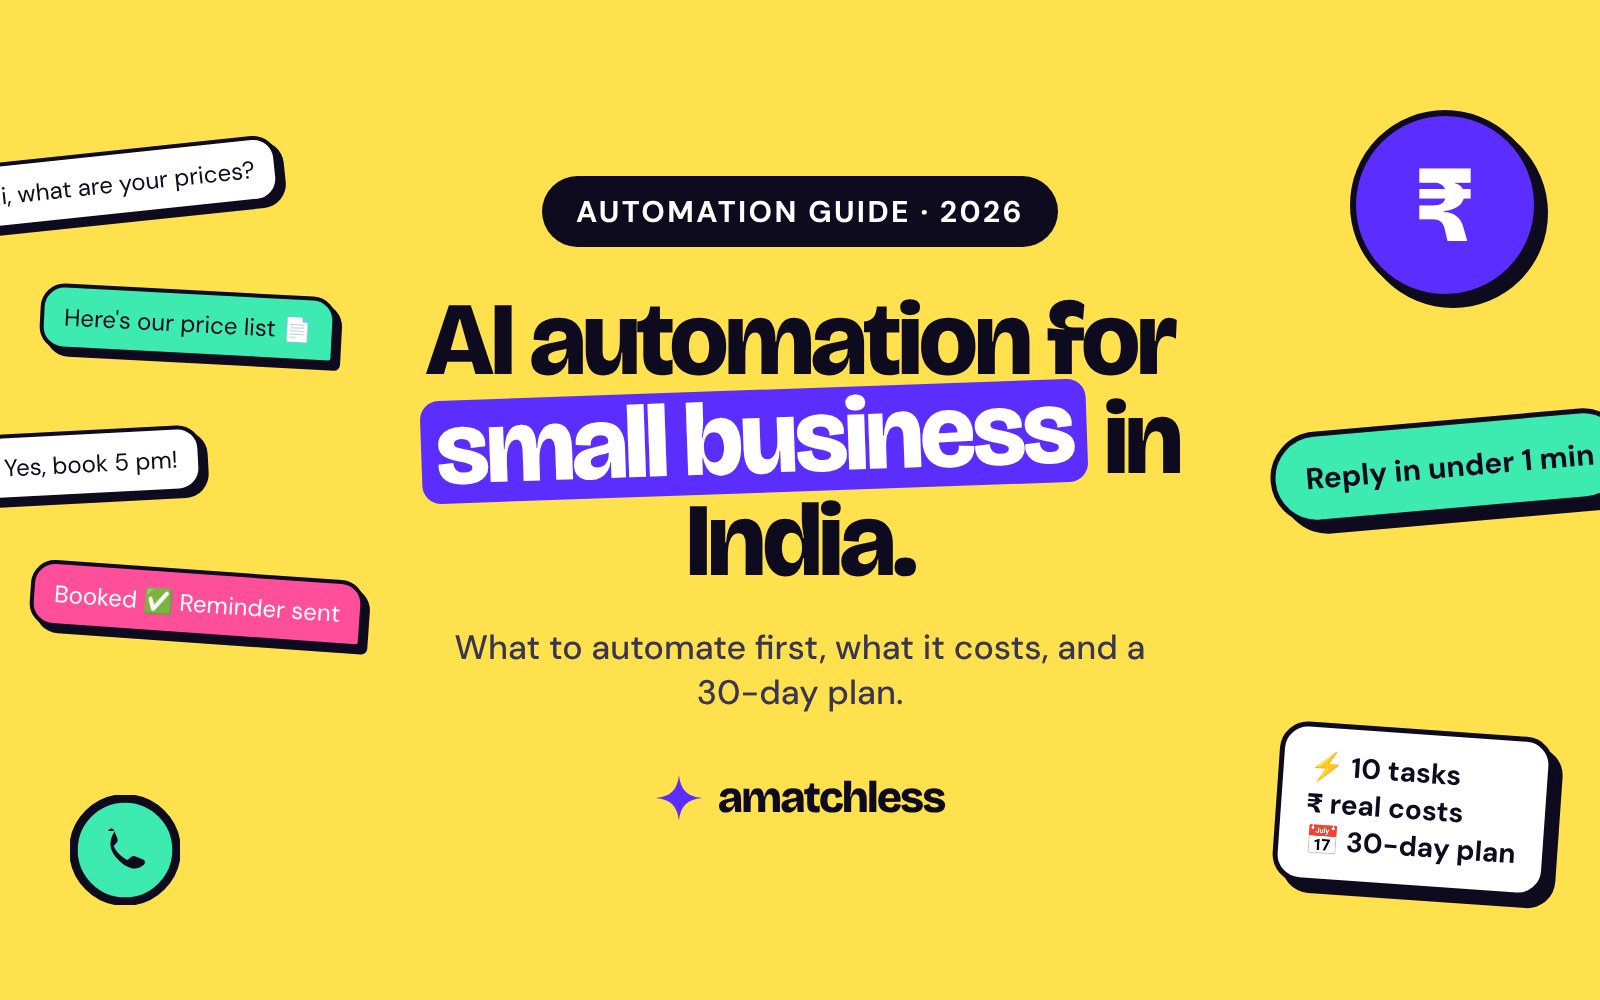 i, what are your prices?
Here's our price list 📄
Yes, book 5 pm!
Booked ✅ Reminder sent
AUTOMATION GUIDE · 2026
AI automation for
small business in
India.
What to automate first, what it costs, and a
30-day plan.
amatchless
₹
Reply in under 1 min
⚡ 10 tasks
₹ real costs
📅 30-day plan